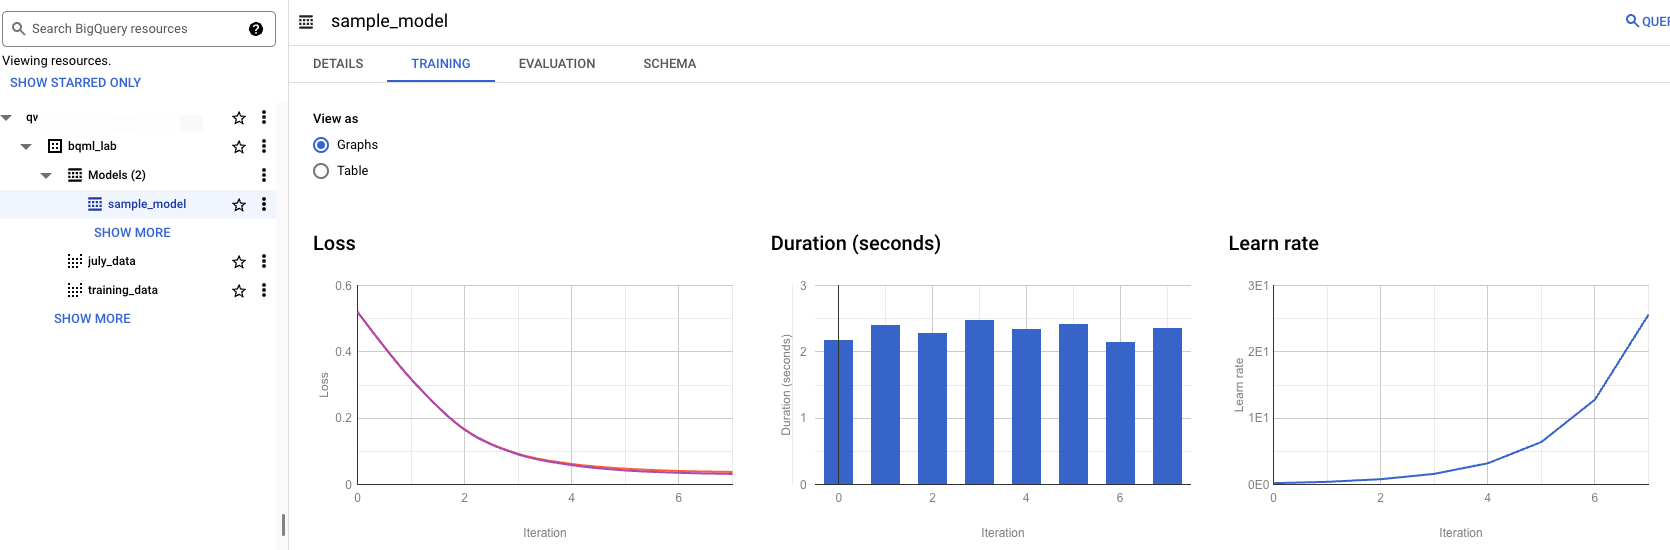 Search BigQuery resources
Viewing resources.
SHOW STARRED ONLY
qv
bqml_lab
Models (2)
sample_model
SHOW MORE
july_data
training_data
SHOW MORE
sample_model
DETAILS
TRAINING
EVALUATION
SCHEMA
View as
Graphs
Table
Loss
0.6
0.4
0.2
0
Loss
0 2 4 6
Iteration
Duration (seconds)
3
2
1
0
Duration (seconds)
0 2 4 6
Iteration
Learn rate
3E1
2E1
1E1
0E0
Learn rate
0 2 4 6
Iteration